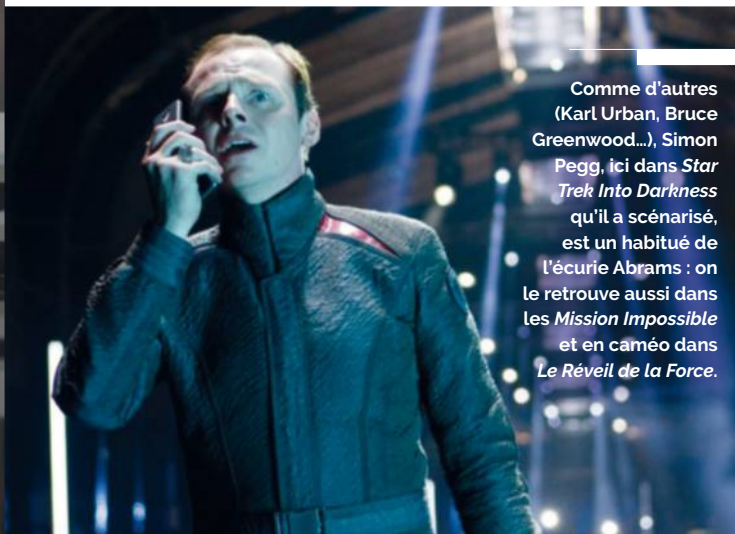 Comme d'autres
(Karl Urban, Bruce
Greenwood…), Simon
Pegg, ici dans Star
Trek Into Darkness
qu'il a scénarisé,
est un habitué de
l'écurie Abrams : on
le retrouve aussi dans
les Mission Impossible
et en caméo dans
Le Réveil de la Force.